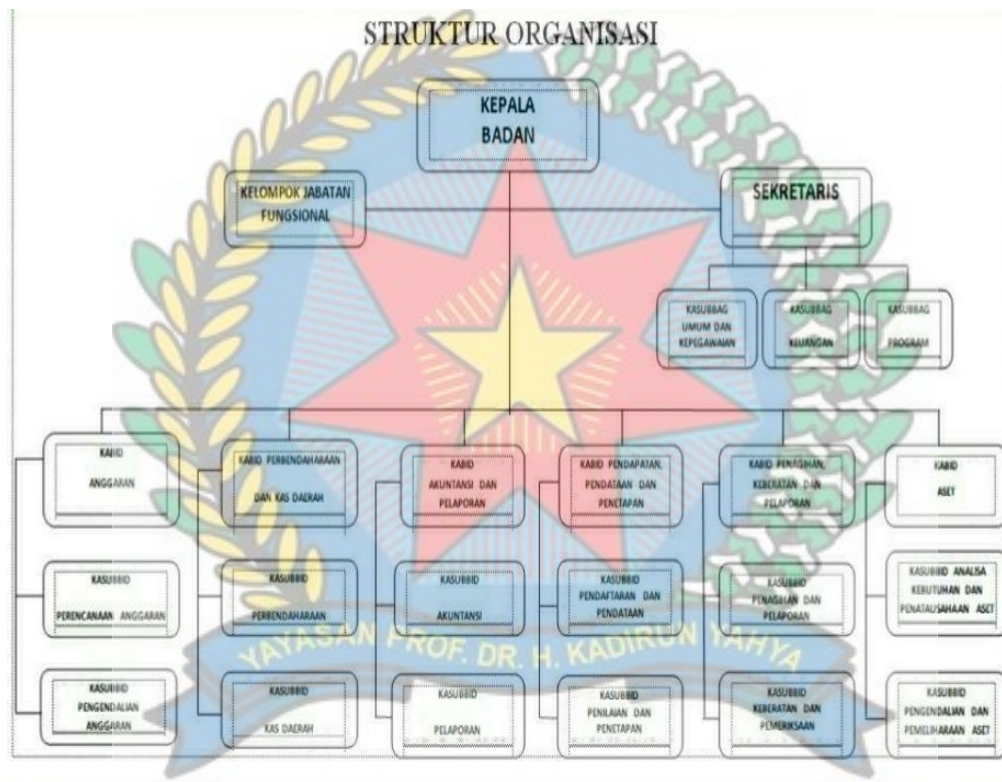 STRUKTUR ORGANISASI
KEPALA
BADAN
KELOMPOK JABATAN
FUNGSIONAL
SEKRETARIS
KASUBBAG
UMUM DAN
KEPEGAWAIAN
KASUBBAG
KEUANGAN
KASUBBAG
PROGRAM
KABID
ANGGARAN
KABID PERBENDAHARAAN
DAN KAS DAERAH
KABID
AKUNTANSI DAN
PELAPORAN
KABID PENDAPATAN,
PENDATAAN DAN
PENETAPAN
KABID PENAGIHAN,
KEBERATAN DAN
PELAPORAN
KABID
ASET
KASUBBID
PERENCANAAN ANGGARAN
KASUBBID
PERBENDAHARAAN
KASUBBID
AKUNTANSI
KASUBBID
PENDAFTARAN DAN
PENDATAAN
KASUBBID
PENAGIHAN DAN
PELAPORAN
KASUBBID ANALISA
KEBUTUHAN DAN
PENATAUSAHAAN ASET
YAYASAN PROF. DR. H. KADIRUN YAHYA
KASUBBID
PENGENDALIAN
ANGGARAN
KASUBBID
KAS DAERAH
KASUBBID
PELAPORAN
KASUBBID
PENILAIAN DAN
PENETAPAN
KASUBBID
KEBERATAN DAN
PEMERIKSAAN
KASUBBID
PENGENDALIAN DAN
PEMELIHARAAN ASET